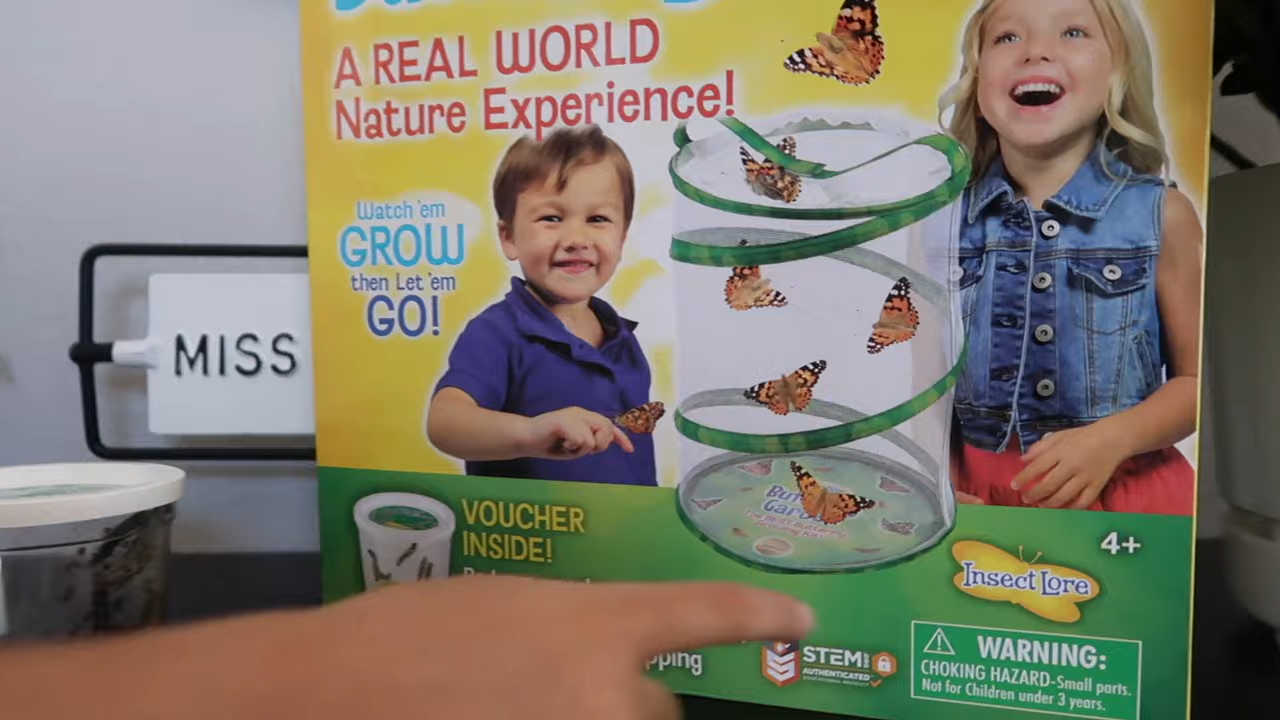 A REAL WORLD
Nature Experience!
Watch 'em
GROW
then Let 'em
GO!
MISS
VOUCHER
INSIDE!
4+
Insect Lore
STEM
AUTHENTICATED
WARNING:
CHOKING HAZARD-Small parts.
Not for Children under 3 years.